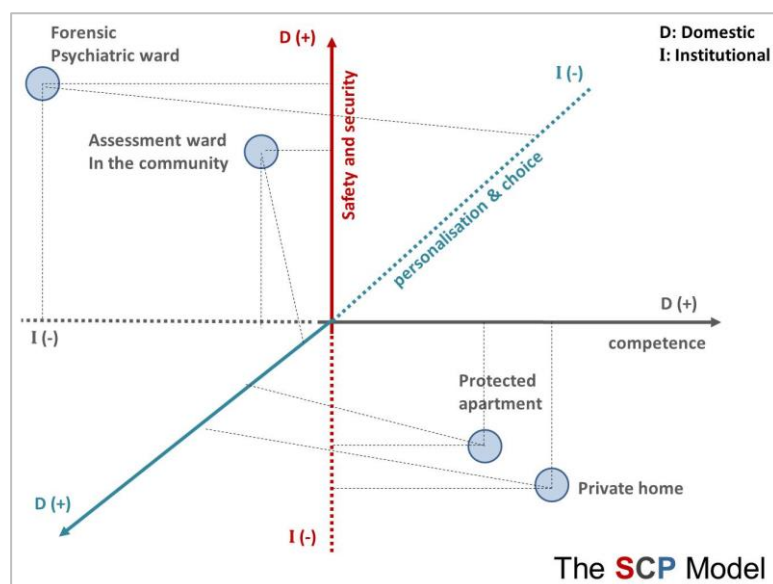 Forensic
Psychiatric ward
D (+)
D: Domestic
I: Institutional
I (-)
Assessment ward
In the community
Safety and security
personalisation & choice
I (-)
D (+)
competence
Protected
apartment
Private home
D (+)
I (-)
The SCP Model